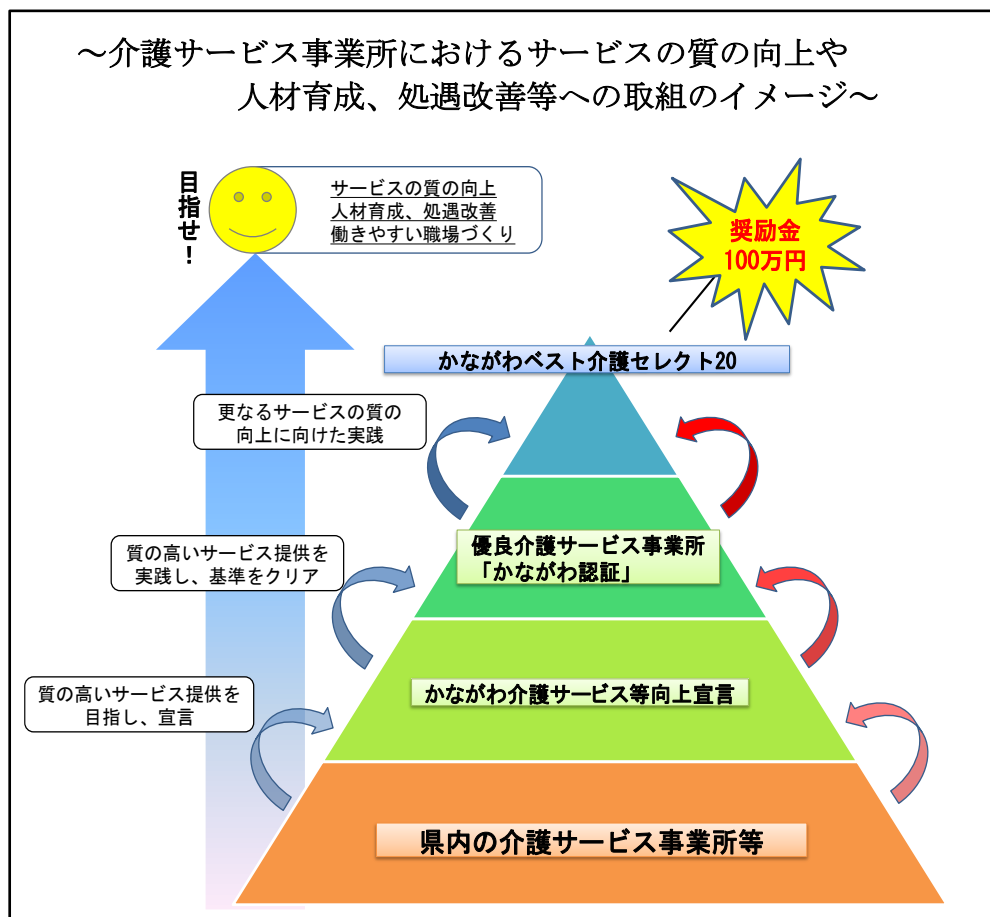 ～介護サービス事業所におけるサービスの質の向上や
人材育成、処遇改善等への取組のイメージ～
目指せ！
サービスの質の向上
人材育成、処遇改善
働きやすい職場づくり
奨励金
100万円
かながわベスト介護セレクト20
更なるサービスの質の
向上に向けた実践
質の高いサービス提供を
実践し、基準をクリア
優良介護サービス事業所
「かながわ認証」
質の高いサービス提供を
目指し、宣言
かながわ介護サービス等向上宣言
県内の介護サービス事業所等